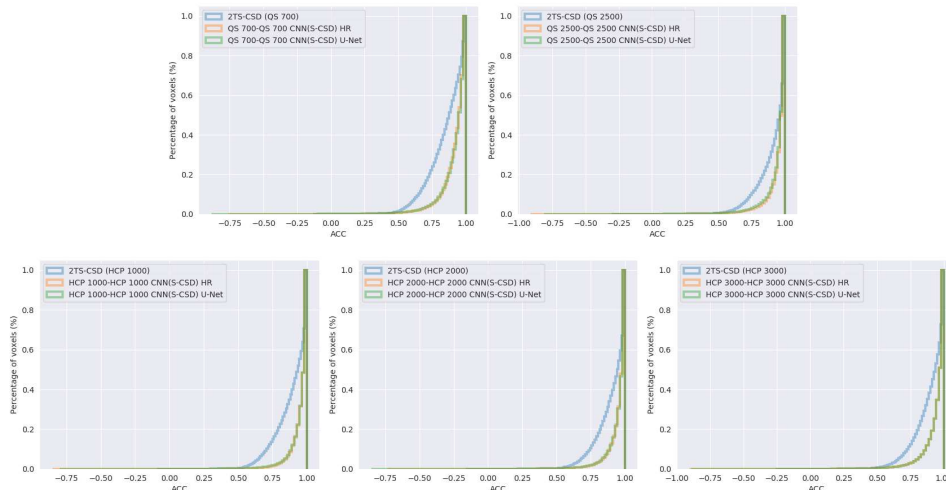 2TS-CSD (QS 700)
QS 700-QS 700 CNN(S-CSD) HR
QS 700-QS 700 CNN(S-CSD) U-Net
Percentage of voxels (%)
1.0
0.8
0.6
0.4
0.2
0.0
−0.75 −0.50 −0.25 0.00 0.25 0.50 0.75 1.00
ACC
2TS-CSD (QS 2500)
QS 2500-QS 2500 CNN(S-CSD) HR
QS 2500-QS 2500 CNN(S-CSD) U-Net
Percentage of voxels (%)
1.0
0.8
0.6
0.4
0.2
0.0
−1.00 −0.75 −0.50 −0.25 0.00 0.25 0.50 0.75 1.00
ACC
2TS-CSD (HCP 1000)
HCP 1000-HCP 1000 CNN(S-CSD) HR
HCP 1000-HCP 1000 CNN(S-CSD) U-Net
Percentage of voxels (%)
1.0
0.8
0.6
0.4
0.2
0.0
−0.75 −0.50 −0.25 0.00 0.25 0.50 0.75 1.00
ACC
2TS-CSD (HCP 2000)
HCP 2000-HCP 2000 CNN(S-CSD) HR
HCP 2000-HCP 2000 CNN(S-CSD) U-Net
Percentage of voxels (%)
1.0
0.8
0.6
0.4
0.2
0.0
−0.75 −0.50 −0.25 0.00 0.25 0.50 0.75 1.00
ACC
2TS-CSD (HCP 3000)
HCP 3000-HCP 3000 CNN(S-CSD) HR
HCP 3000-HCP 3000 CNN(S-CSD) U-Net
Percentage of voxels (%)
1.0
0.8
0.6
0.4
0.2
0.0
−1.00 −0.75 −0.50 −0.25 0.00 0.25 0.50 0.75 1.0
ACC